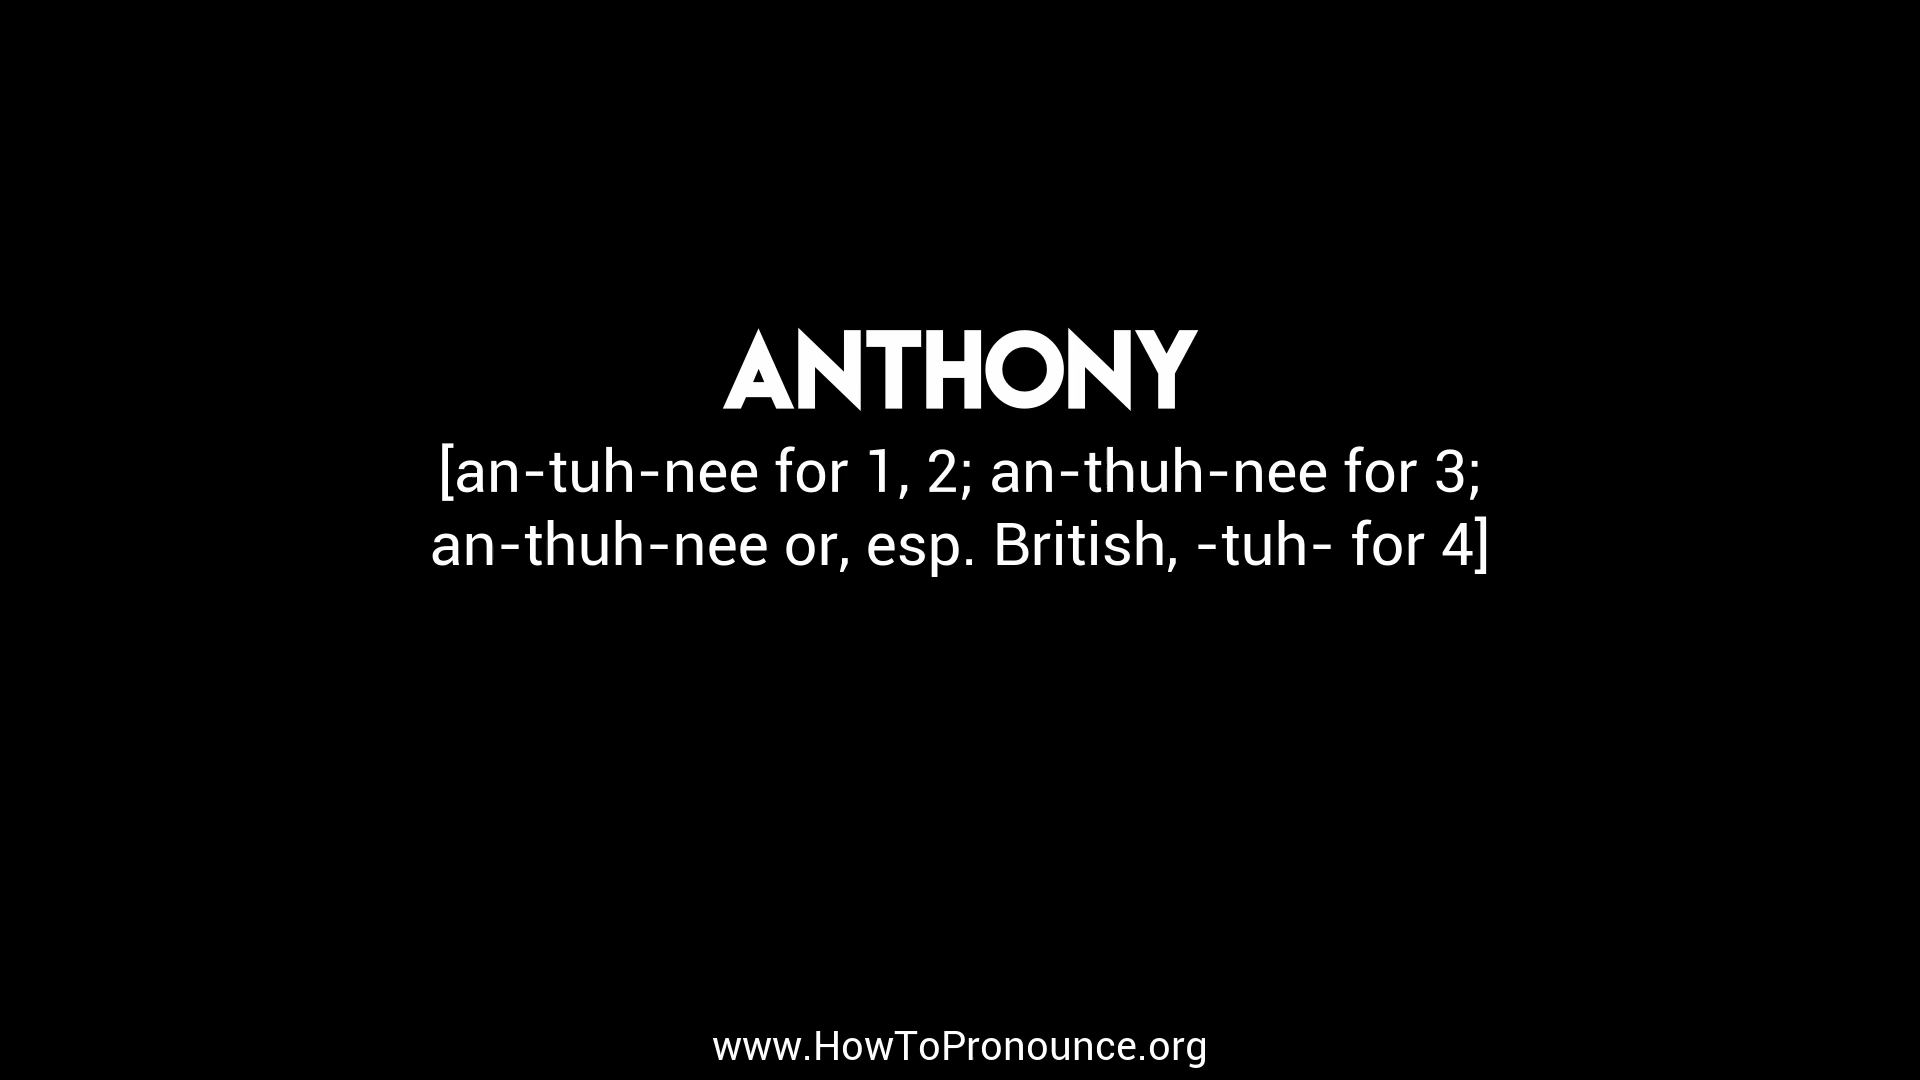 ANTHONY
[an-tuh-nee for 1, 2; an-thuh-nee for 3;
an-thuh-nee or, esp. British, -tuh- for 4]
www.HowToPronounce.org